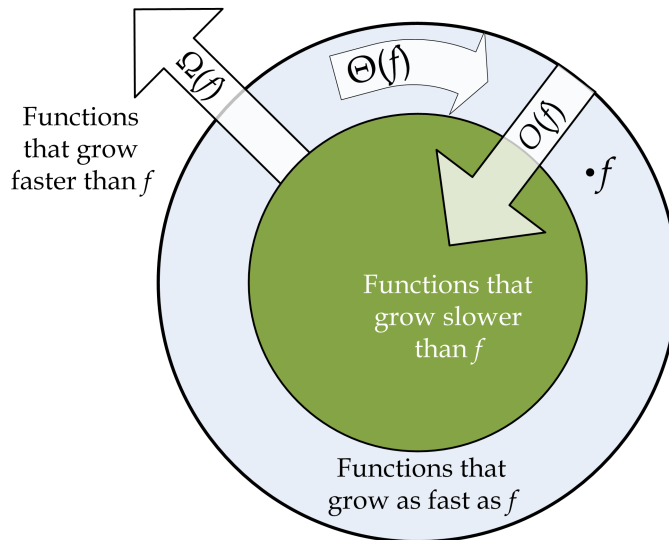 Ω(f)
Θ(f)
O(f)
Functions
that grow
faster than f
•f
Functions that
grow slower
than f
Functions that
grow as fast as f